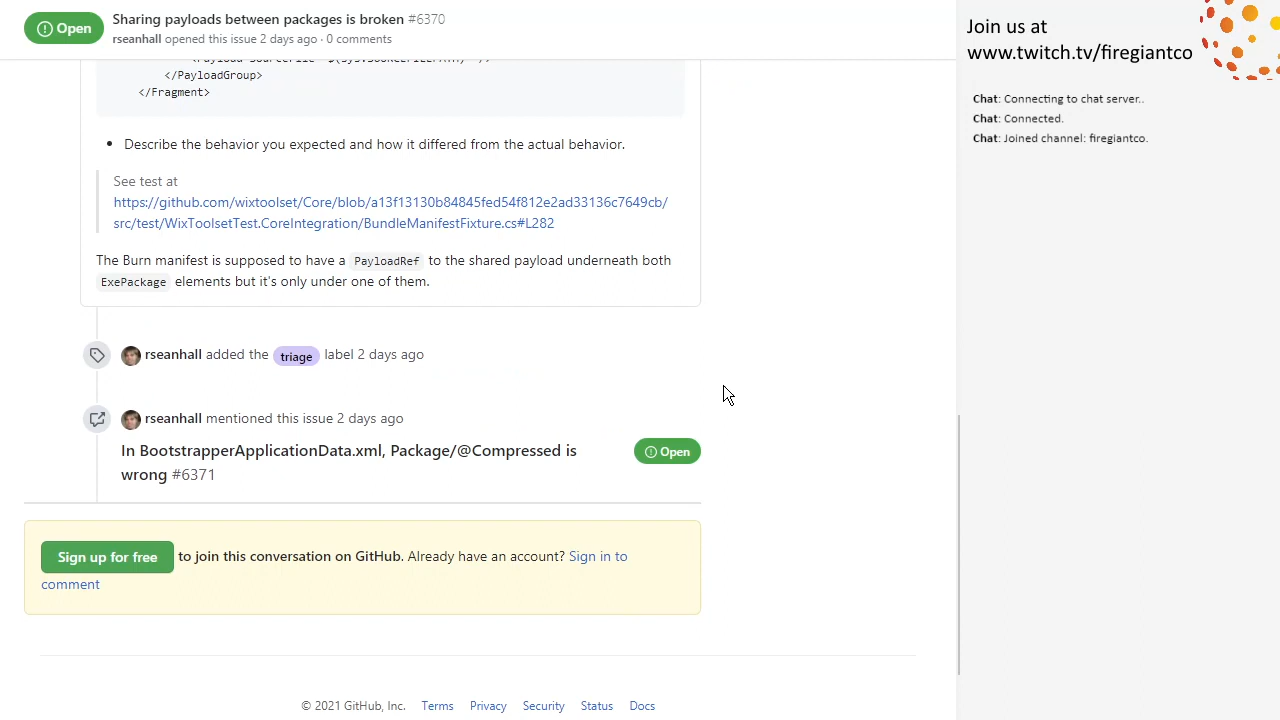 Open
Sharing payloads between packages is broken #6370
rseanhall opened this issue 2 days ago · 0 comments
</PayloadGroup>
</Fragment>
Describe the behavior you expected and how it differed from the actual behavior.
See test at
https://github.com/wixtoolset/Core/blob/a13f13130b84845fed54f812e2ad33136c7649cb/
src/test/WixToolsetTest.CoreIntegration/BundleManifestFixture.cs#L282
The Burn manifest is supposed to have a PayloadRef to the shared payload underneath both
ExePackage elements but it's only under one of them.
rseanhall added the triage label 2 days ago
rseanhall mentioned this issue 2 days ago
In BootstrapperApplicationData.xml, Package/@Compressed is
wrong #6371
Open
Sign up for free to join this conversation on GitHub. Already have an account? Sign in to
comment
© 2021 GitHub, Inc. Terms Privacy Security Status Docs
Join us at
www.twitch.tv/firegiantco
Chat: Connecting to chat server..
Chat: Connected.
Chat: Joined channel: firegiantco.